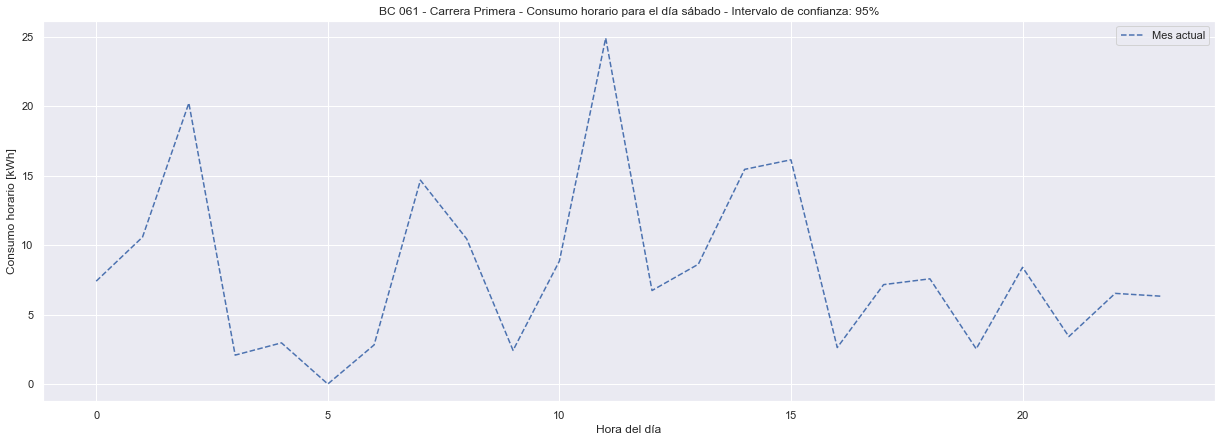 BC 061 - Carrera Primera - Consumo horario para el día sábado - Intervalo de confianza: 95%
Mes actual
Consumo horario [kWh]
25
20
15
10
5
0
0 5 10 15 20
Hora del día